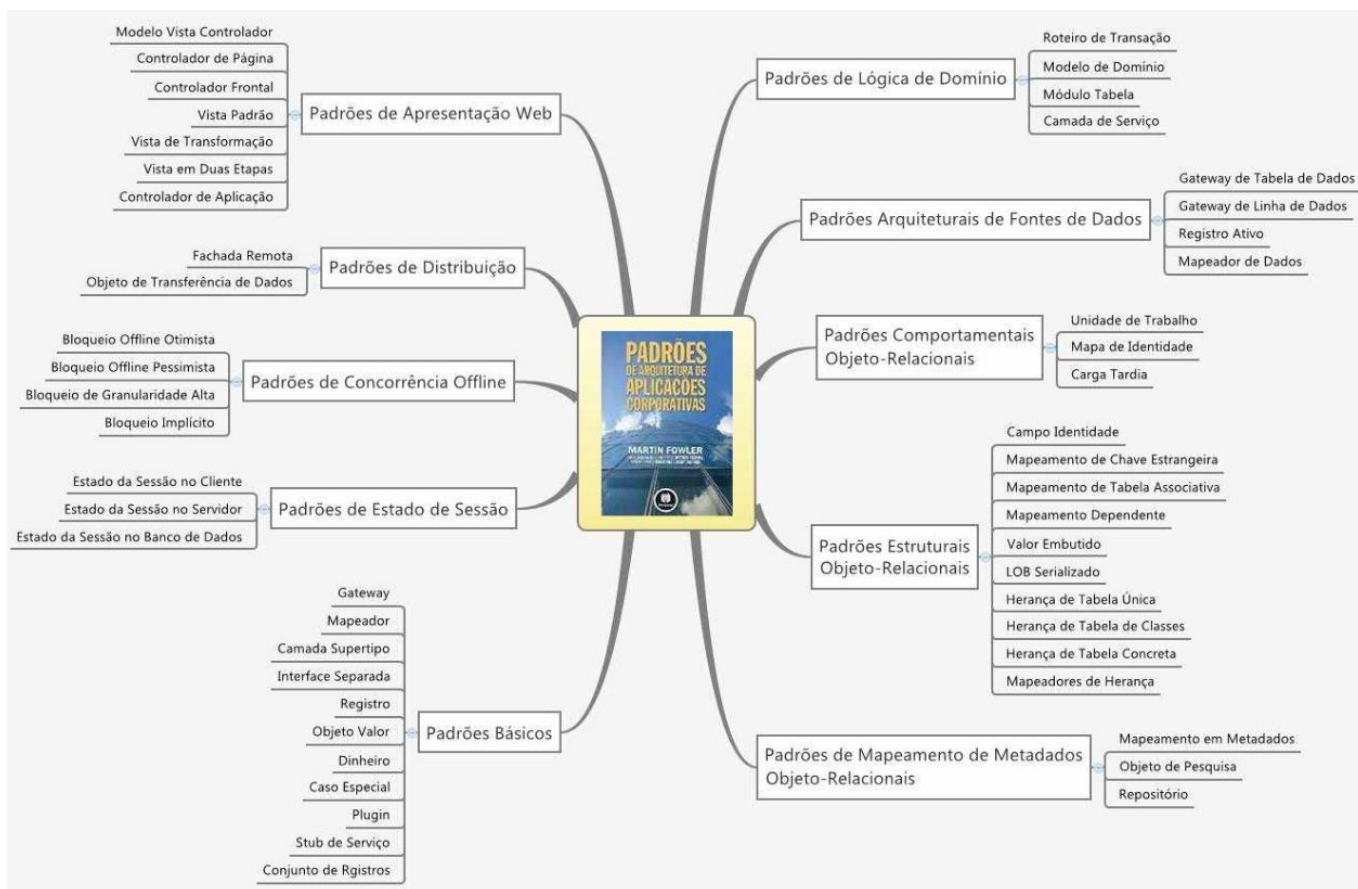 Modelo Vista Controlador
Controlador de Página
Controlador Frontal
Vista Padrão
Vista de Transformação
Vista em Duas Etapas
Controlador de Aplicação
Padrões de Apresentação Web
Fachada Remota
Objeto de Transferência de Dados
Padrões de Distribuição
Bloqueio Offline Otimista
Bloqueio Offline Pessimista
Bloqueio de Granularidade Alta
Bloqueio Implícito
Padrões de Concorrência Offline
Estado da Sessão no Cliente
Estado da Sessão no Servidor
Estado da Sessão no Banco de Dados
Padrões de Estado de Sessão
Gateway
Mapeador
Camada Supertipo
Interface Separada
Registro
Objeto Valor
Dinheiro
Caso Especial
Plugin
Stub de Serviço
Conjunto de Rgistros
Padrões Básicos
PADRÕES
DE ARQUITETURA DE
APLICAÇÕES
CORPORATIVAS
MARTIN FOWLER
Padrões de Lógica de Domínio
Roteiro de Transação
Modelo de Domínio
Módulo Tabela
Camada de Serviço
Padrões Arquiteturais de Fontes de Dados
Gateway de Tabela de Dados
Gateway de Linha de Dados
Registro Ativo
Mapeador de Dados
Padrões Comportamentais
Objeto-Relacionais
Unidade de Trabalho
Mapa de Identidade
Carga Tardia
Padrões Estruturais
Objeto-Relacionais
Campo Identidade
Mapeamento de Chave Estrangeira
Mapeamento de Tabela Associativa
Mapeamento Dependente
Valor Embutido
LOB Serializado
Herança de Tabela Única
Herança de Tabela de Classes
Herança de Tabela Concreta
Mapeadores de Herança
Padrões de Mapeamento de Metadados
Objeto-Relacionais
Mapeamento em Metadados
Objeto de Pesquisa
Repositório